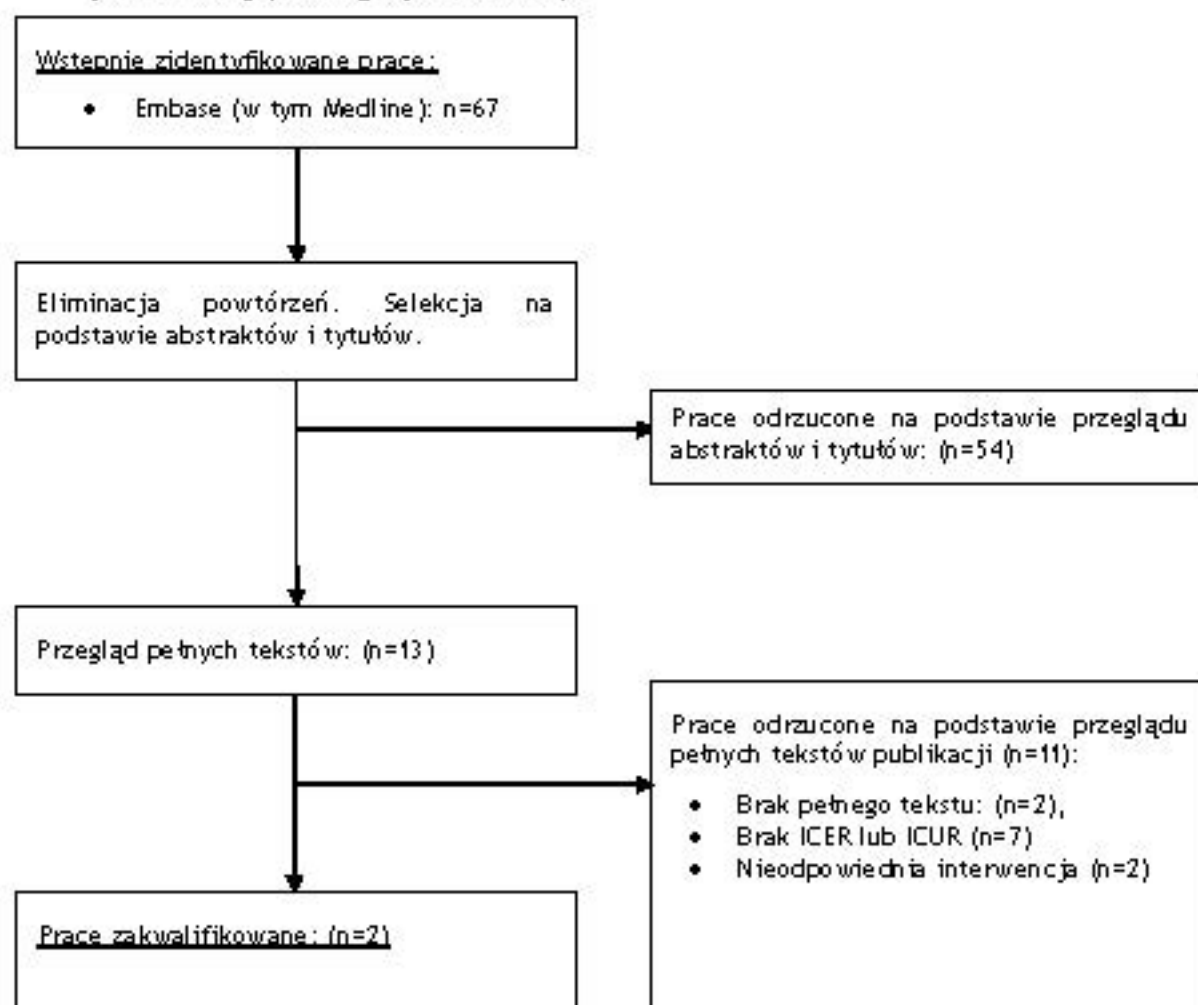 Wstępnie zidentyfikowane prace:
• Embase (w tym Medline): n=67
Eliminacja powtórzeń. Selekcja na
podstawie abstraktów i tytułów.
Prace odrzucone na podstawie przeglądu
abstraktów i tytułów: (n=54)
Przegląd pełnych tekstów: (n=13)
Prace odrzucone na podstawie przeglądu
pełnych tekstów publikacji (n=11):
• Brak pełnego tekstu: (n=2),
• Brak ICER lub ICUR (n=7)
• Nieodpowiednia interwencja (n=2)
Prace zakwalifikowane: (n=2)